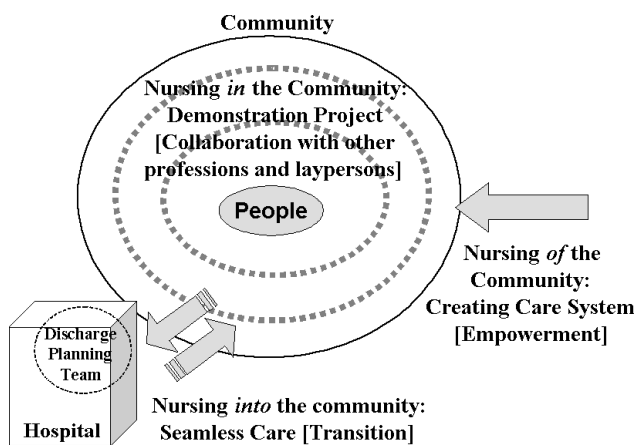 Community
Nursing in the Community:
Demonstration Project
[Collaboration with other
professions and laypersons]
People
Nursing of the
Community:
Creating Care System
[Empowerment]
Discharge
Planning
Team
Hospital
Nursing into the community:
Seamless Care [Transition]